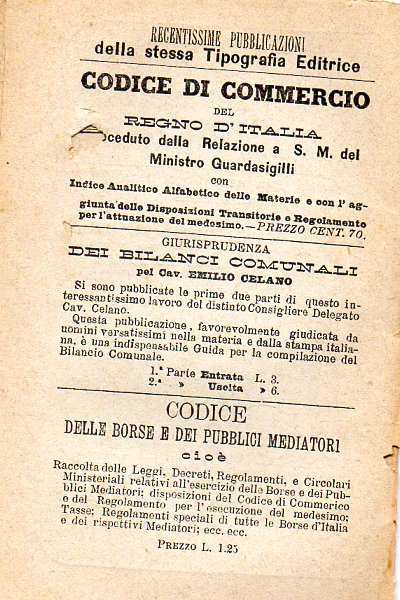 RECENTISSIME PUBBLICAZIONI
della stessa Tipografia Editrice
CODICE DI COMMERCIO
DEL
REGNO D'ITALIA
receduto dalla Relazione a S. M. del
Ministro Guardasigilli
con
Indice Analitico Alfabetico delle Materie e con l'ag-
giunta delle Disposizioni Transitorie e Regolamento
per l'attuazione del medesimo.—PREZZO CENT. 70.
GIURISPRUDENZA
DEI BILANCI COMUNALI
pel Cav. EMILIO CELANO
Si sono pubblicate le prime due parti di questo in-
teressantissimo lavoro del distinto Consigliere Delegato
Cav. Celano.
Questa pubblicazione, favorevolmente giudicata da
uomini versatissimi nella materia e dalla stampa italia-
na, è una indispensabile Guida per la compilazione del
Bilancio Comunale.
1.ª Parte Entrata L. 3.
2.ª » Uscita » 6.
CODICE
DELLE BORSE E DEI PUBBLICI MEDIATORI
cioè
Raccolta delle Leggi, Decreti, Regolamenti, e Circolari
Ministeriali relativi all'esercizio delle Borse e dei Pub-
blici Mediatori; disposizioni del Codice di Commerico
e del Regolamento per l'esecuzione del medesimo;
Tasse; Regolamenti speciali di tutte le Borse d'Italia
e dei rispettivi Mediatori; ecc. ecc.
PREZZO L. 1.25